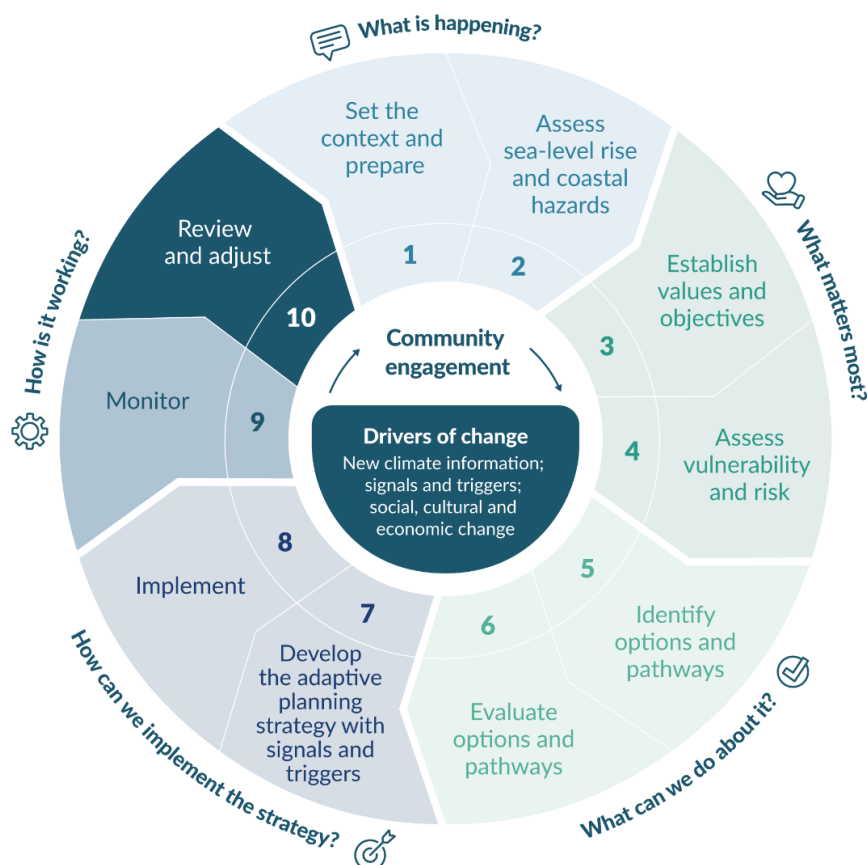 What is happening?
Set the
context and
prepare
1
Assess
sea-level rise
and coastal
hazards
2
What matters most?
Establish
values and
objectives
3
Assess
vulnerability
and risk
4
What can we do about it?
Identify
options and
pathways
5
Evaluate
options and
pathways
6
How can we implement the strategy?
Develop
the adaptive
planning
strategy with
signals and
triggers
7
Implement
8
How is it working?
Monitor
9
Review
and adjust
10
Community
engagement
Drivers of change
New climate information;
signals and triggers;
social, cultural and
economic change